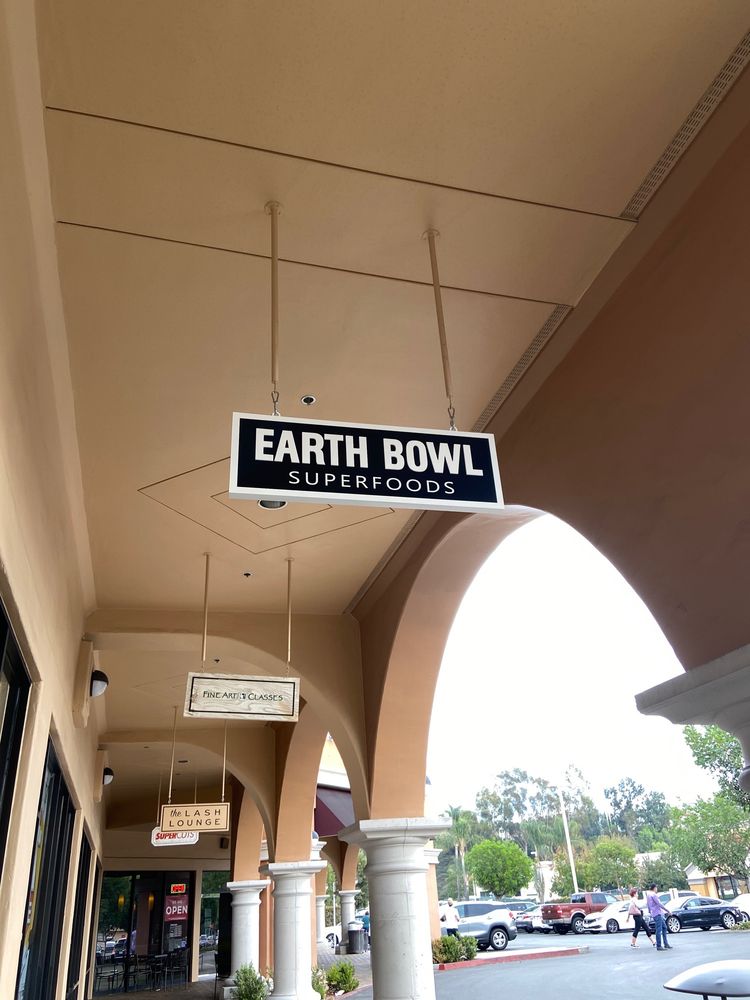 EARTH BOWL
SUPERFOODS
FINE ART CLASSES
the LASH
LOUNGE
SUPERCUTS
OPEN